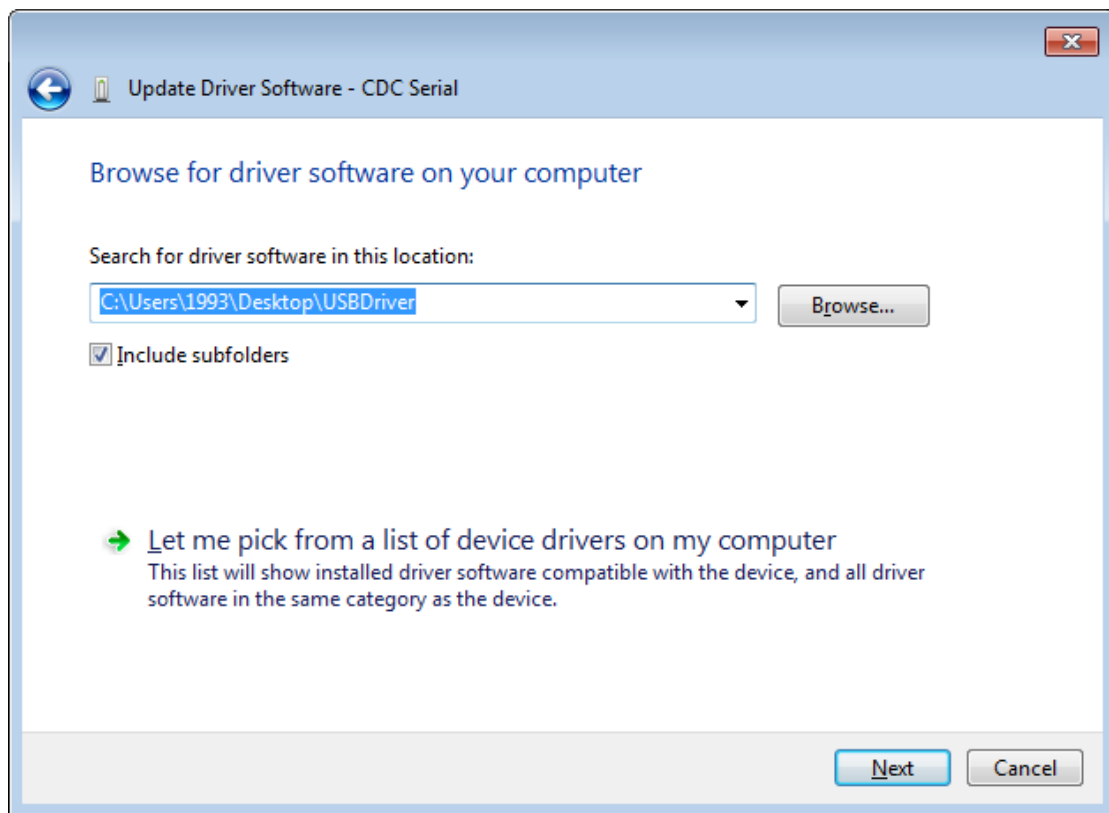 Update Driver Software - CDC Serial
Browse for driver software on your computer
Search for driver software in this location:
C:\Users\1993\Desktop\USBDriver
Browse...
Include subfolders
Let me pick from a list of device drivers on my computer
This list will show installed driver software compatible with the device, and all driver
software in the same category as the device.
Next
Cancel